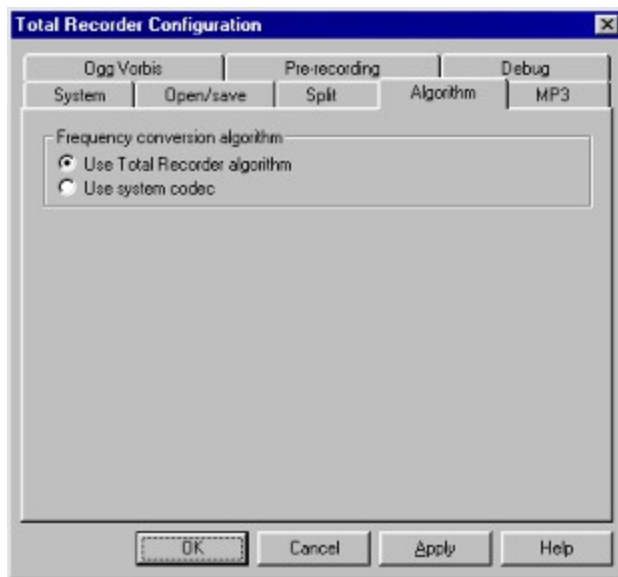 Total Recorder Configuration
Ogg Vorbis Pre-recording Debug
System Open/save Split Algorithm MP3
Frequency conversion algorithm
Use Total Recorder algorithm
Use system codec
OK Cancel Apply Help